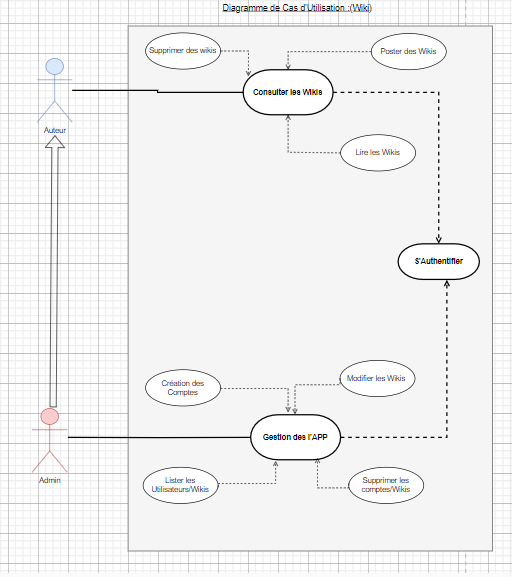 Diagramme de Cas d'Utilisation :(Wiki)
Supprimer des wikis
Poster des Wikis
Consulter les Wikis
Auteur
Lire les Wikis
S'Authentifier
Création des
Comptes
Modifier les Wikis
Gestion des l'APP
Admin
Lister les
Utilisateurs/Wikis
Supprimer les
comptes/Wikis